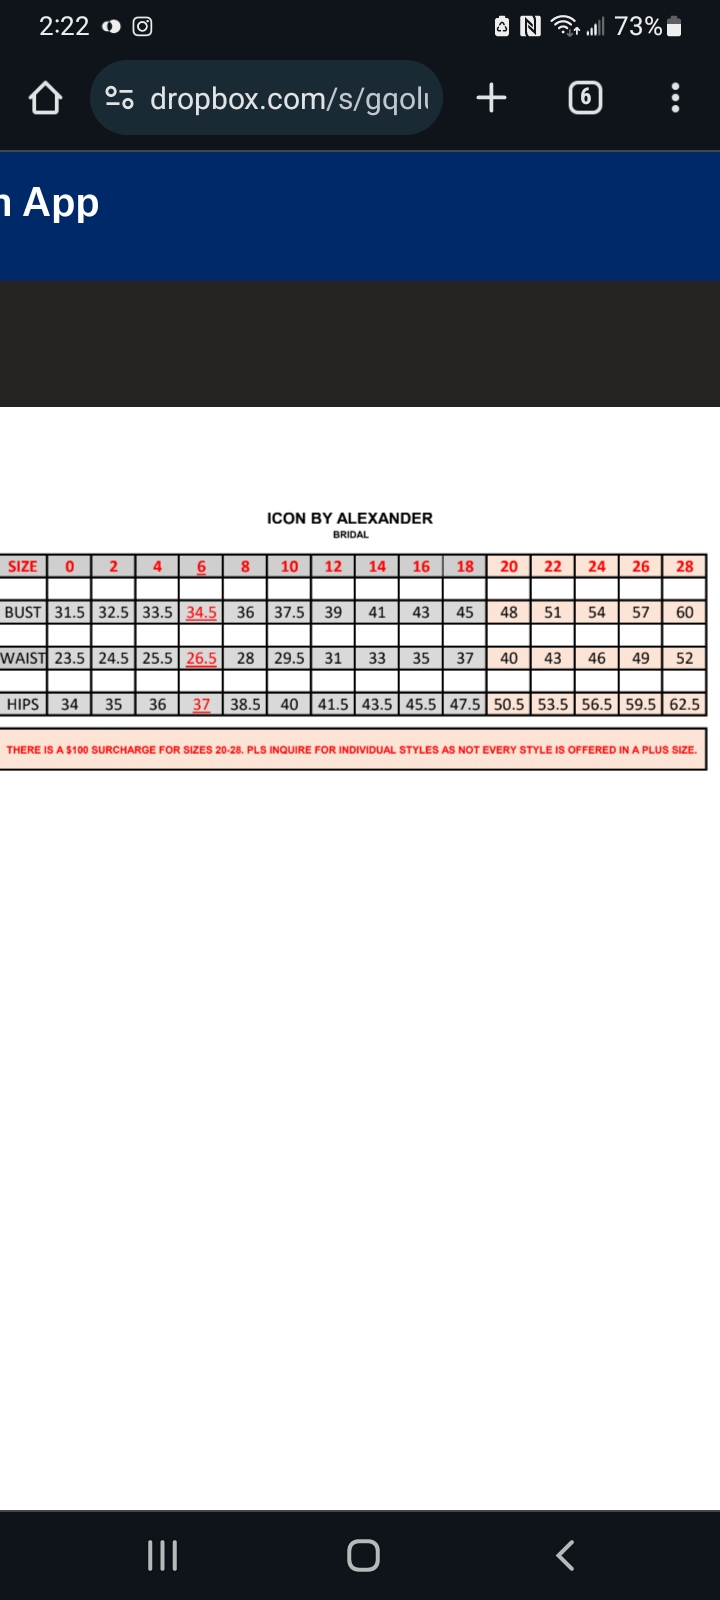 2:22 73%
dropbox.com/s/gqolu 6
App
ICON BY ALEXANDER
BRIDAL
SIZE 0 2 4 6 8 10 12 14 16 18 20 22 24 26 28
BUST 31.5 32.5 33.5 34.5 36 37.5 39 41 43 45 48 51 54 57 60
WAIST 23.5 24.5 25.5 26.5 28 29.5 31 33 35 37 40 43 46 49 52
HIPS 34 35 36 37 38.5 40 41.5 43.5 45.5 47.5 50.5 53.5 56.5 59.5 62.5
THERE IS A $100 SURCHARGE FOR SIZES 20-28. PLS INQUIRE FOR INDIVIDUAL STYLES AS NOT EVERY STYLE IS OFFERED IN A PLUS SIZE.